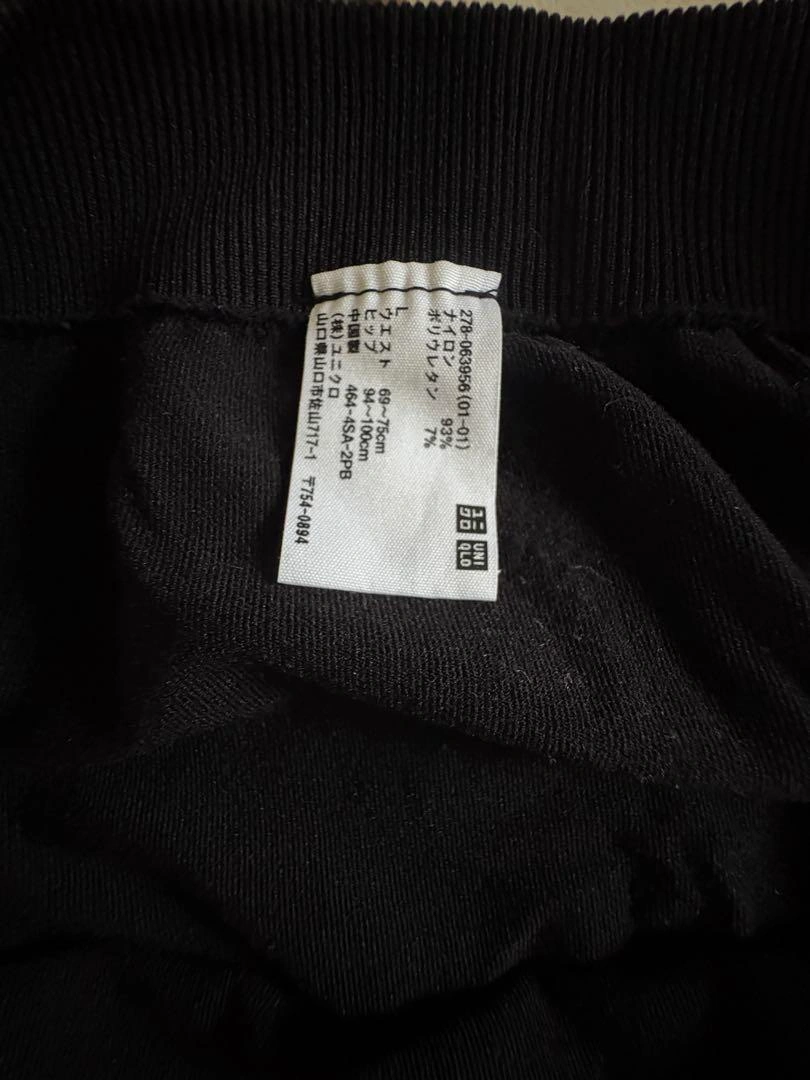 278-063956(01-01)
ナイロン 93%
ポリウレタン 7%
L
ウエスト 69~75cm
ヒップ 94~100cm
中国製 464-4SA-2PB
(株)ユニクロ
山口県山口市佐山717-1 〒754-0894
ユニ
クロ
UNI
QLO